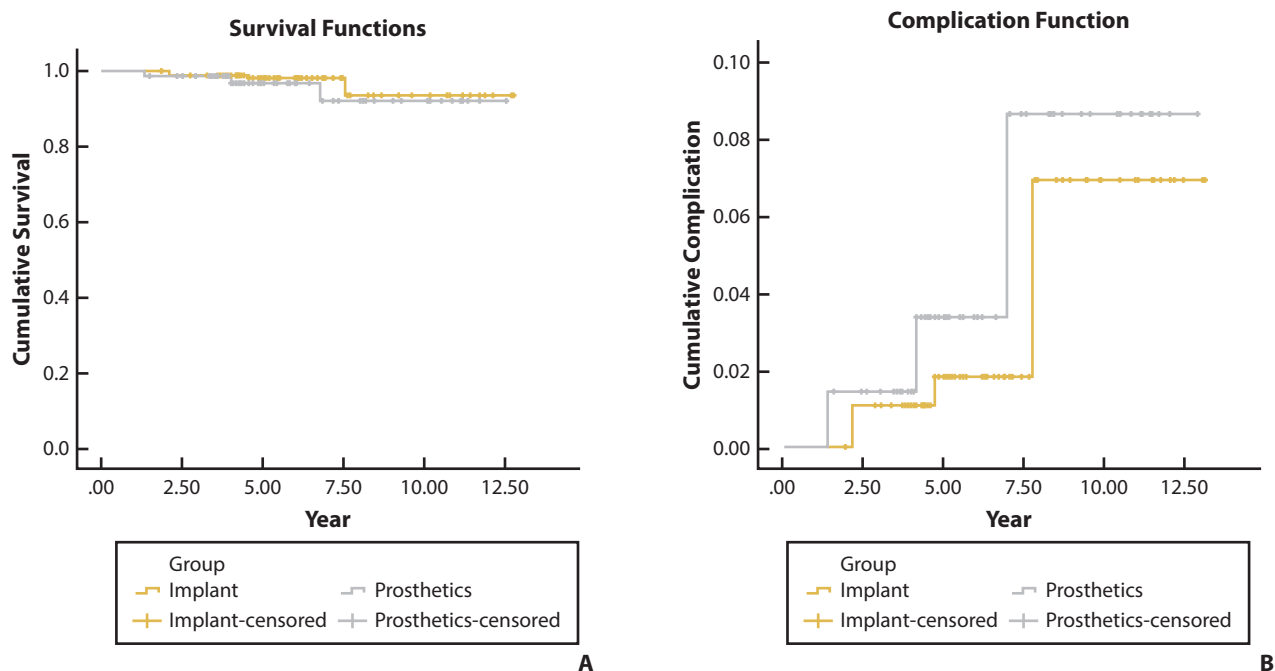 Survival Functions
Cumulative Survival
1.0
0.8
0.6
0.4
0.2
0.0
.00 2.50 5.00 7.50 10.00 12.50
Year
Group
Implant Prosthetics
Implant-censored Prosthetics-censored
A
Complication Function
Cumulative Complication
0.10
0.08
0.06
0.04
0.02
0.00
.00 2.50 5.00 7.50 10.00 12.50
Year
Group
Implant Prosthetics
Implant-censored Prosthetics-censored
B